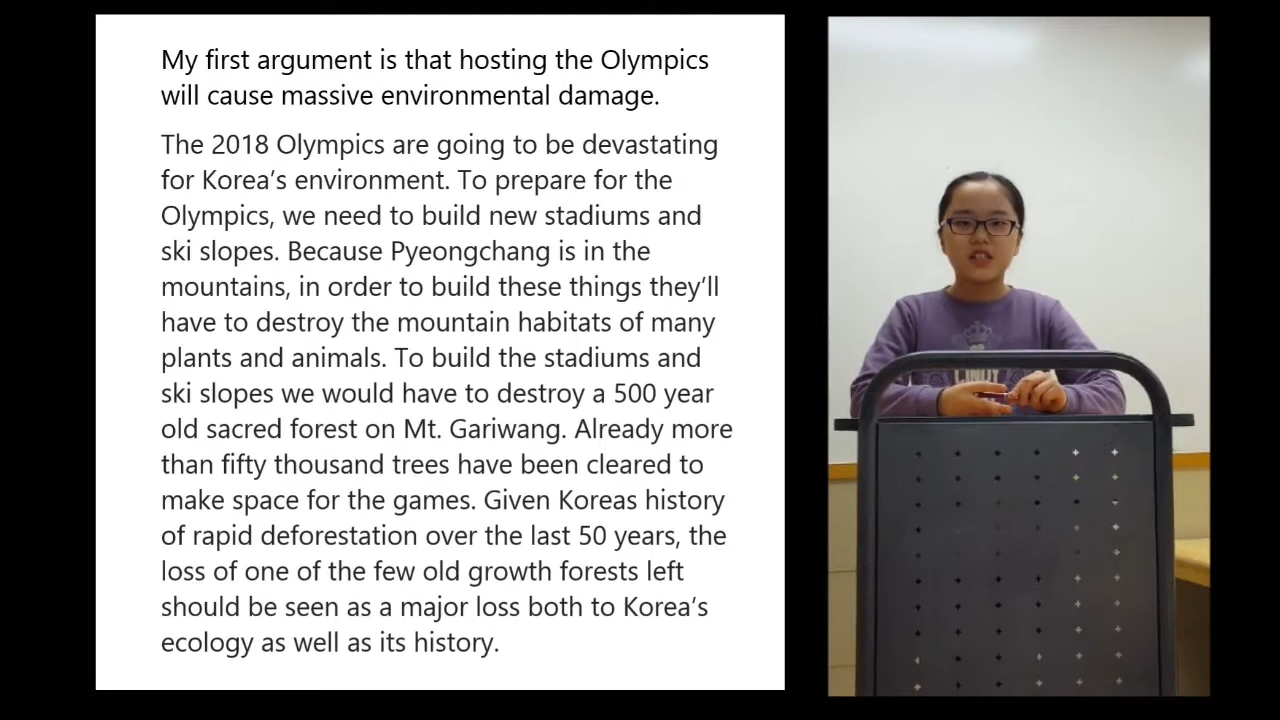 My first argument is that hosting the Olympics
will cause massive environmental damage.
The 2018 Olympics are going to be devastating
for Korea’s environment. To prepare for the
Olympics, we need to build new stadiums and
ski slopes. Because Pyeongchang is in the
mountains, in order to build these things they’ll
have to destroy the mountain habitats of many
plants and animals. To build the stadiums and
ski slopes we would have to destroy a 500 year
old sacred forest on Mt. Gariwang. Already more
than fifty thousand trees have been cleared to
make space for the games. Given Koreas history
of rapid deforestation over the last 50 years, the
loss of one of the few old growth forests left
should be seen as a major loss both to Korea’s
ecology as well as its history.